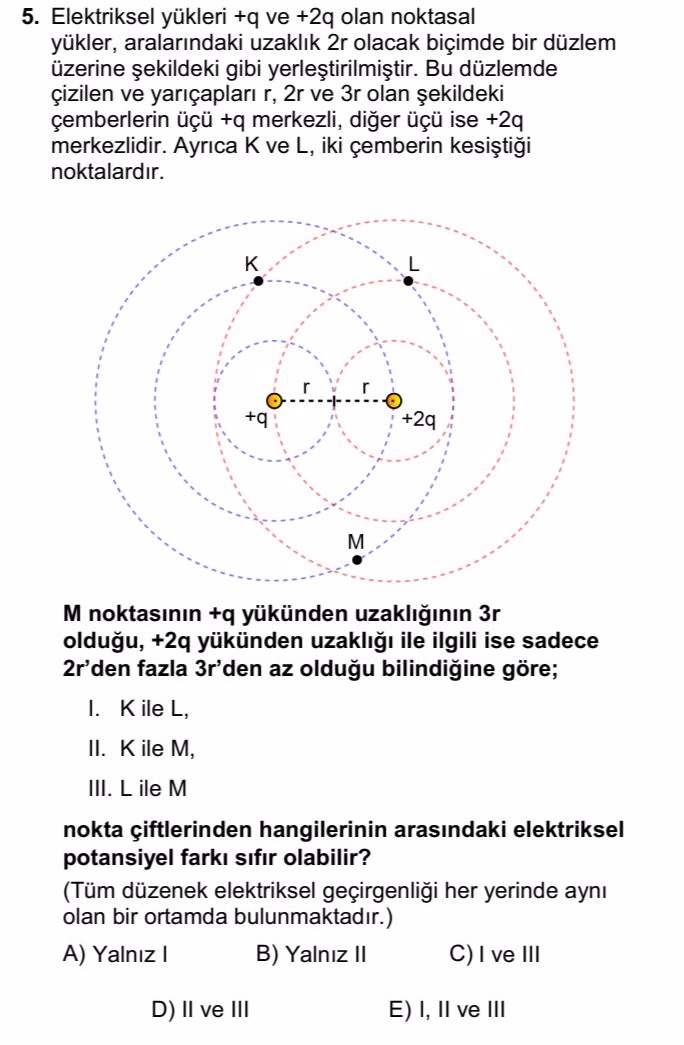 5. Elektriksel yükleri +q ve +2q olan noktasal
yükler, aralarındaki uzaklık 2r olacak biçimde bir düzlem
üzerine şekildeki gibi yerleştirilmiştir. Bu düzlemde
çizilen ve yarıçapları r, 2r ve 3r olan şekildeki
çemberlerin üçü +q merkezli, diğer üçü ise +2q
merkezlidir. Ayrıca K ve L, iki çemberin kesiştiği
noktalardır.
K L
r r
+q +2q
M
M noktasının +q yükünden uzaklığının 3r
olduğu, +2q yükünden uzaklığı ile ilgili ise sadece
2r’den fazla 3r’den az olduğu bilindiğine göre;
I. K ile L,
II. K ile M,
III. L ile M
nokta çiftlerinden hangilerinin arasındaki elektriksel
potansiyel farkı sıfır olabilir?
(Tüm düzenek elektriksel geçirgenliği her yerinde aynı
olan bir ortamda bulunmaktadır.)
A) Yalnız I B) Yalnız II C) I ve III
D) II ve III E) I, II ve III